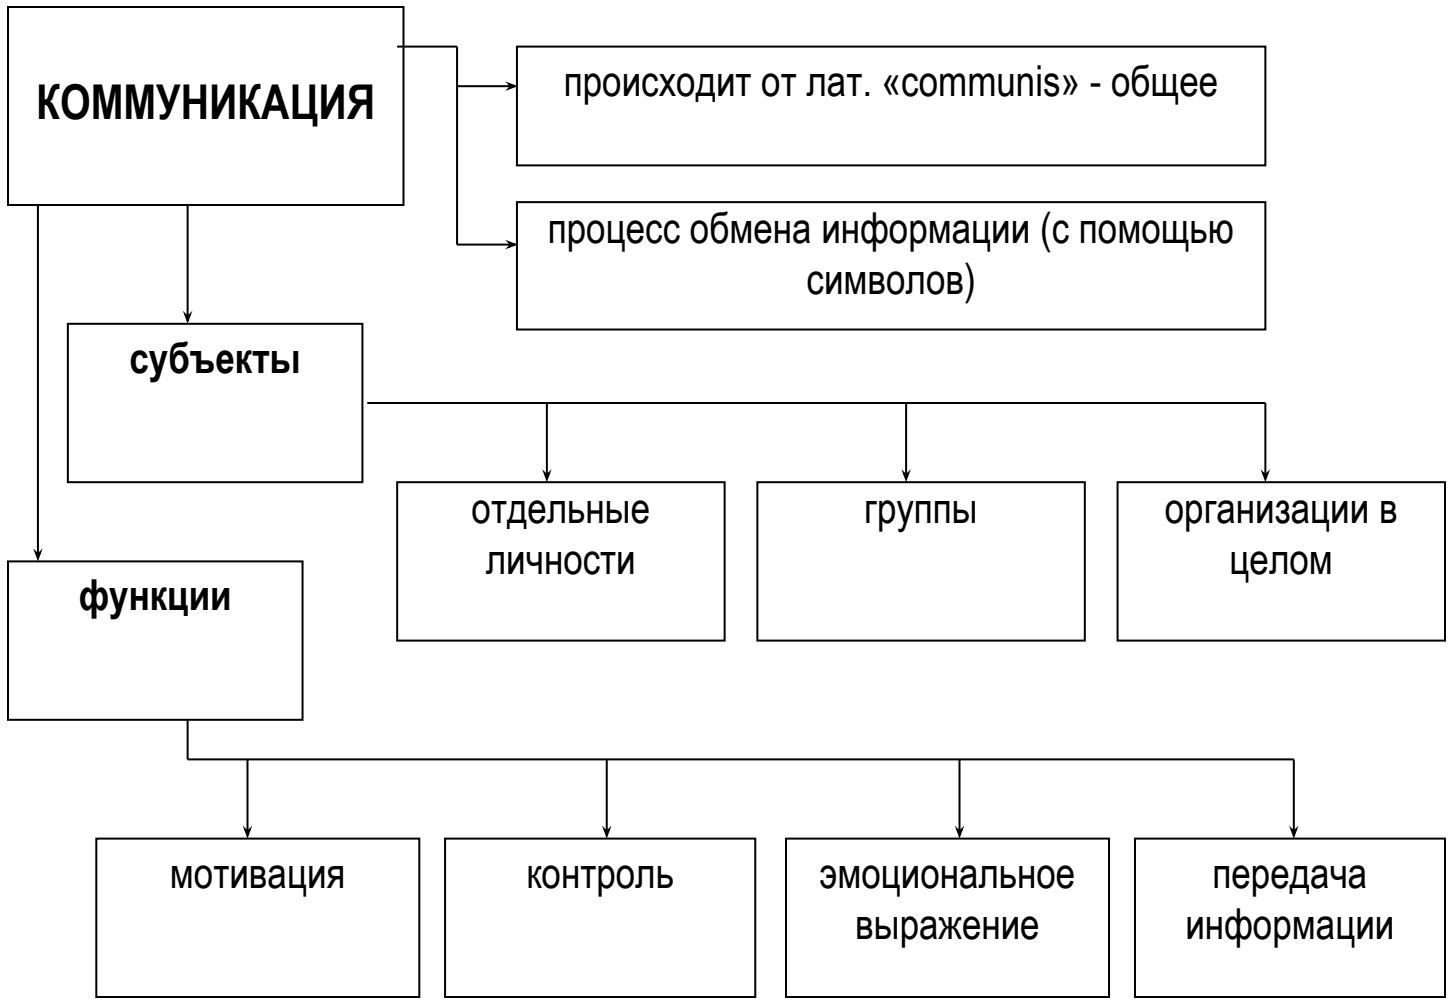 КОММУНИКАЦИЯ
происходит от лат. «communis» - общее
процесс обмена информации (с помощью
символов)
субъекты
отдельные
личности
группы
организации в
целом
функции
мотивация
контроль
эмоциональное
выражение
передача
информации